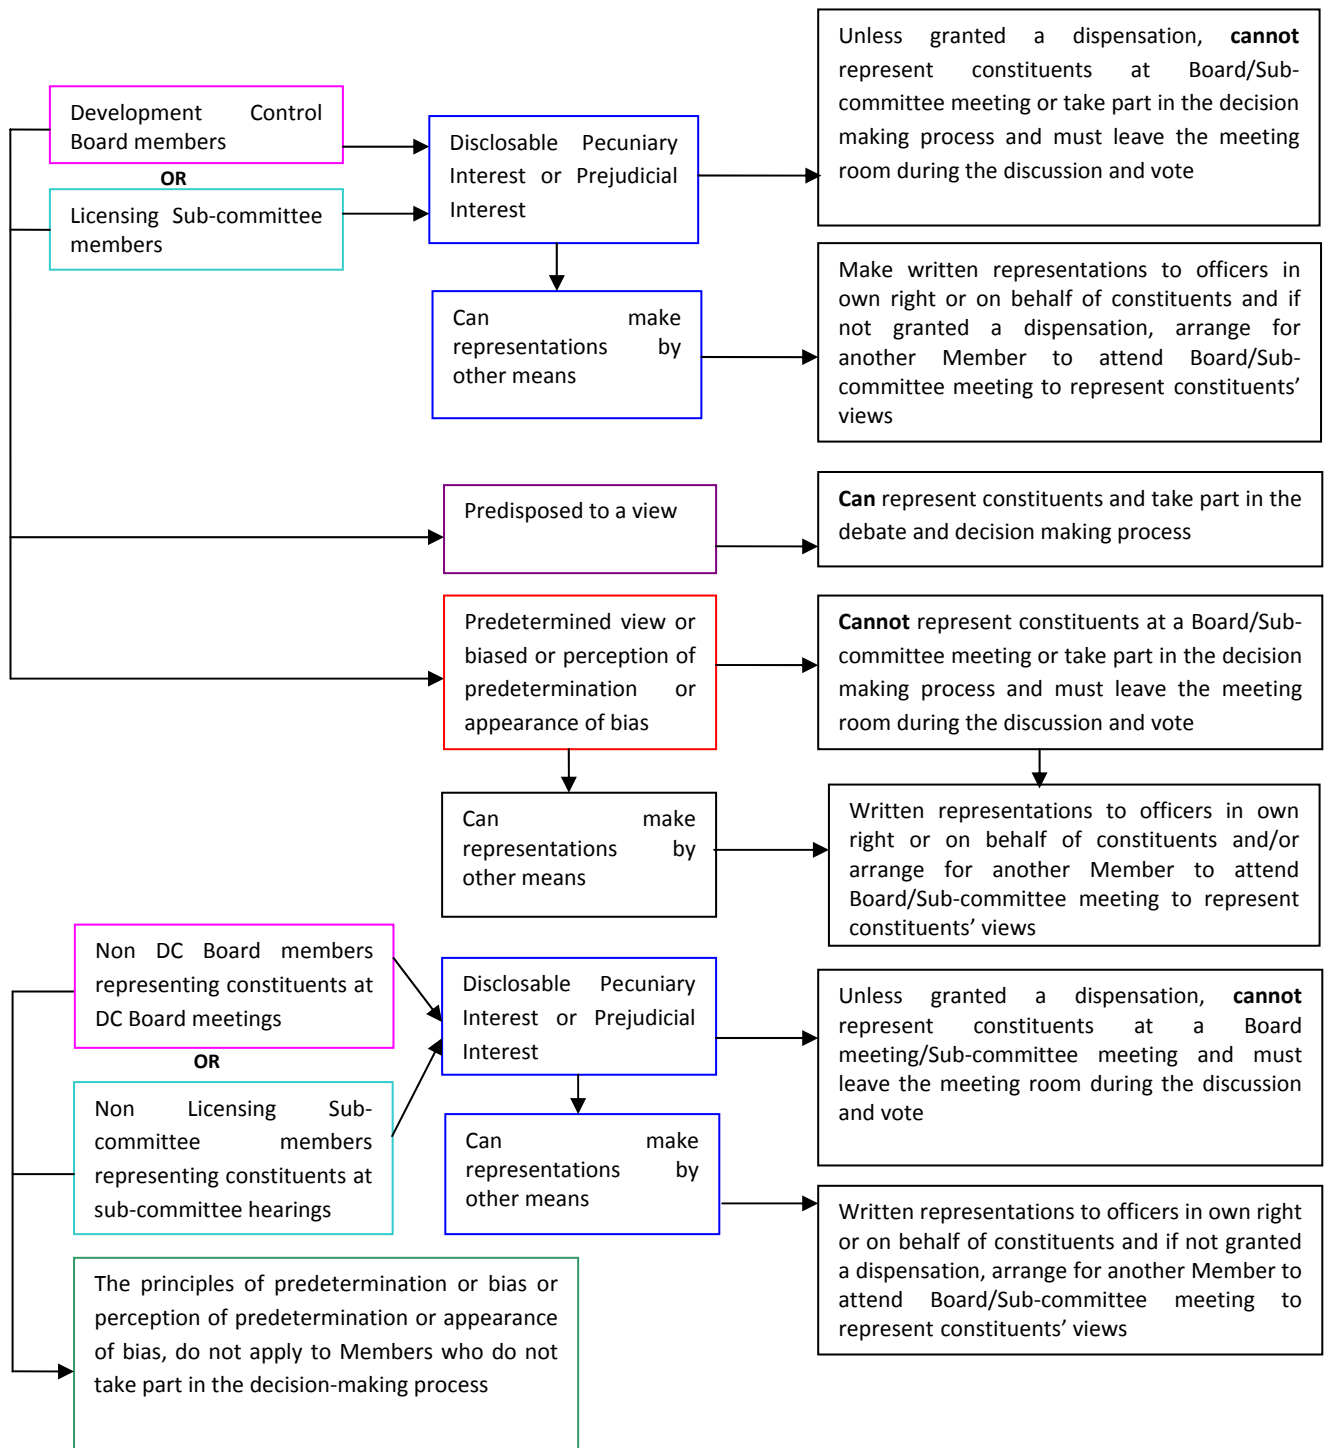 Development Control
Board members
OR
Licensing Sub-committee
members
Disclosable Pecuniary
Interest or Prejudicial
Interest
Unless granted a dispensation, cannot
represent constituents at Board/Sub-
committee meeting or take part in the decision
making process and must leave the meeting
room during the discussion and vote
Can make
representations by
other means
Make written representations to officers in
own right or on behalf of constituents and if
not granted a dispensation, arrange for
another Member to attend Board/Sub-
committee meeting to represent constituents’
views
Predisposed to a view
Can represent constituents and take part in the
debate and decision making process
Predetermined view or
biased or perception of
predetermination or
appearance of bias
Cannot represent constituents at a Board/Sub-
committee meeting or take part in the decision
making process and must leave the meeting
room during the discussion and vote
Can make
representations by
other means
Written representations to officers in own
right or on behalf of constituents and/or
arrange for another Member to attend
Board/Sub-committee meeting to represent
constituents’ views
Non DC Board members
representing constituents at
DC Board meetings
OR
Non Licensing Sub-
committee members
representing constituents at
sub-committee hearings
Disclosable Pecuniary
Interest or Prejudicial
Interest
Unless granted a dispensation, cannot
represent constituents at a Board
meeting/Sub-committee meeting and must
leave the meeting room during the discussion
and vote
Can make
representations by
other means
Written representations to officers in own right
or on behalf of constituents and if not granted
a dispensation, arrange for another Member to
attend Board/Sub-committee meeting to
represent constituents’ views
The principles of predetermination or bias or
perception of predetermination or appearance
of bias, do not apply to Members who do not
take part in the decision-making process